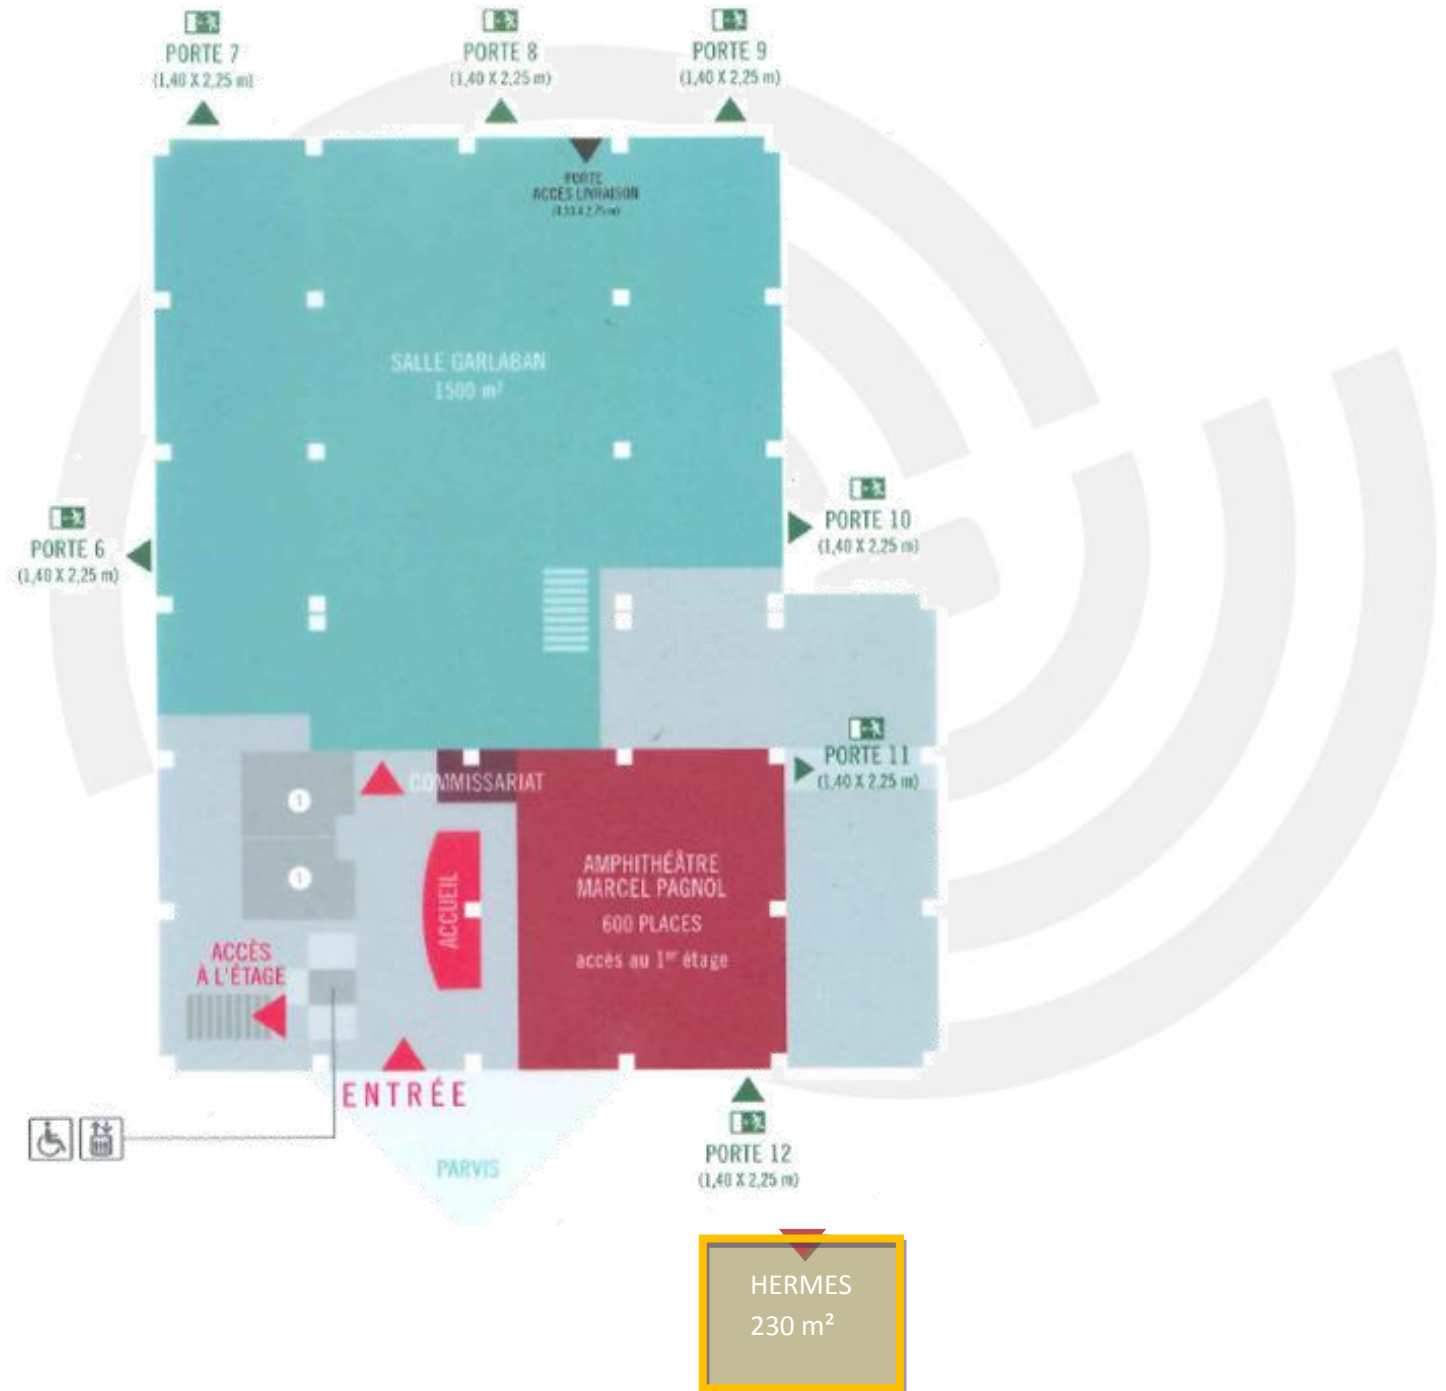 PORTE 7
(1,40 X 2,25 m)
PORTE 8
(1,40 X 2,25 m)
PORTE 9
(1,40 X 2,25 m)
PORTE
ACCÈS LIVRAISON
SALLE GARLABAN
1500 m²
PORTE 6
(1,40 X 2,25 m)
PORTE 10
(1,40 X 2,25 m)
PORTE 11
(1,40 X 2,25 m)
COMMISSARIAT
1
1
ACCUEIL
AMPHITHÉÂTRE
MARCEL PAGNOL
600 PLACES
accès au 1er étage
ACCÈS
À L'ÉTAGE
ENTRÉE
PARVIS
PORTE 12
(1,40 X 2,25 m)
HERMES
230 m²